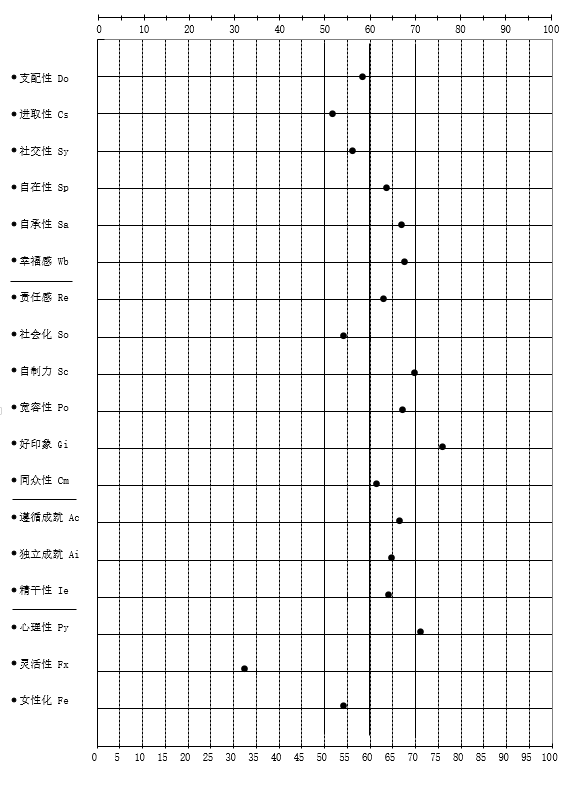 0 10 20 30 40 50 60 70 80 90 100
支配性 Do
进取性 Cs
社交性 Sy
自在性 Sp
自承性 Sa
幸福感 Wb
责任感 Re
社会化 So
自制力 Sc
宽容性 Po
好印象 Gi
同众性 Cm
遵循成就 Ac
独立成就 Ai
精干性 Ie
心理性 Py
灵活性 Fx
女性化 Fe
0 5 10 15 20 25 30 35 40 45 50 55 60 65 70 75 80 85 90 95 100